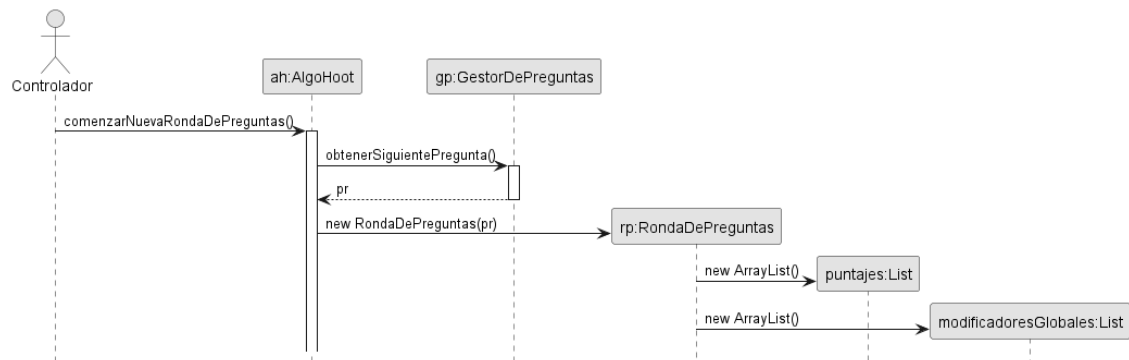 Controlador
ah:AlgoHoot
gp:GestorDePreguntas
comenzarNuevaRondaDePreguntas()
obtenerSiguientePregunta()
pr
new RondaDePreguntas(pr)
rp:RondaDePreguntas
new ArrayList()
puntajes:List
new ArrayList()
modificadoresGlobales:List